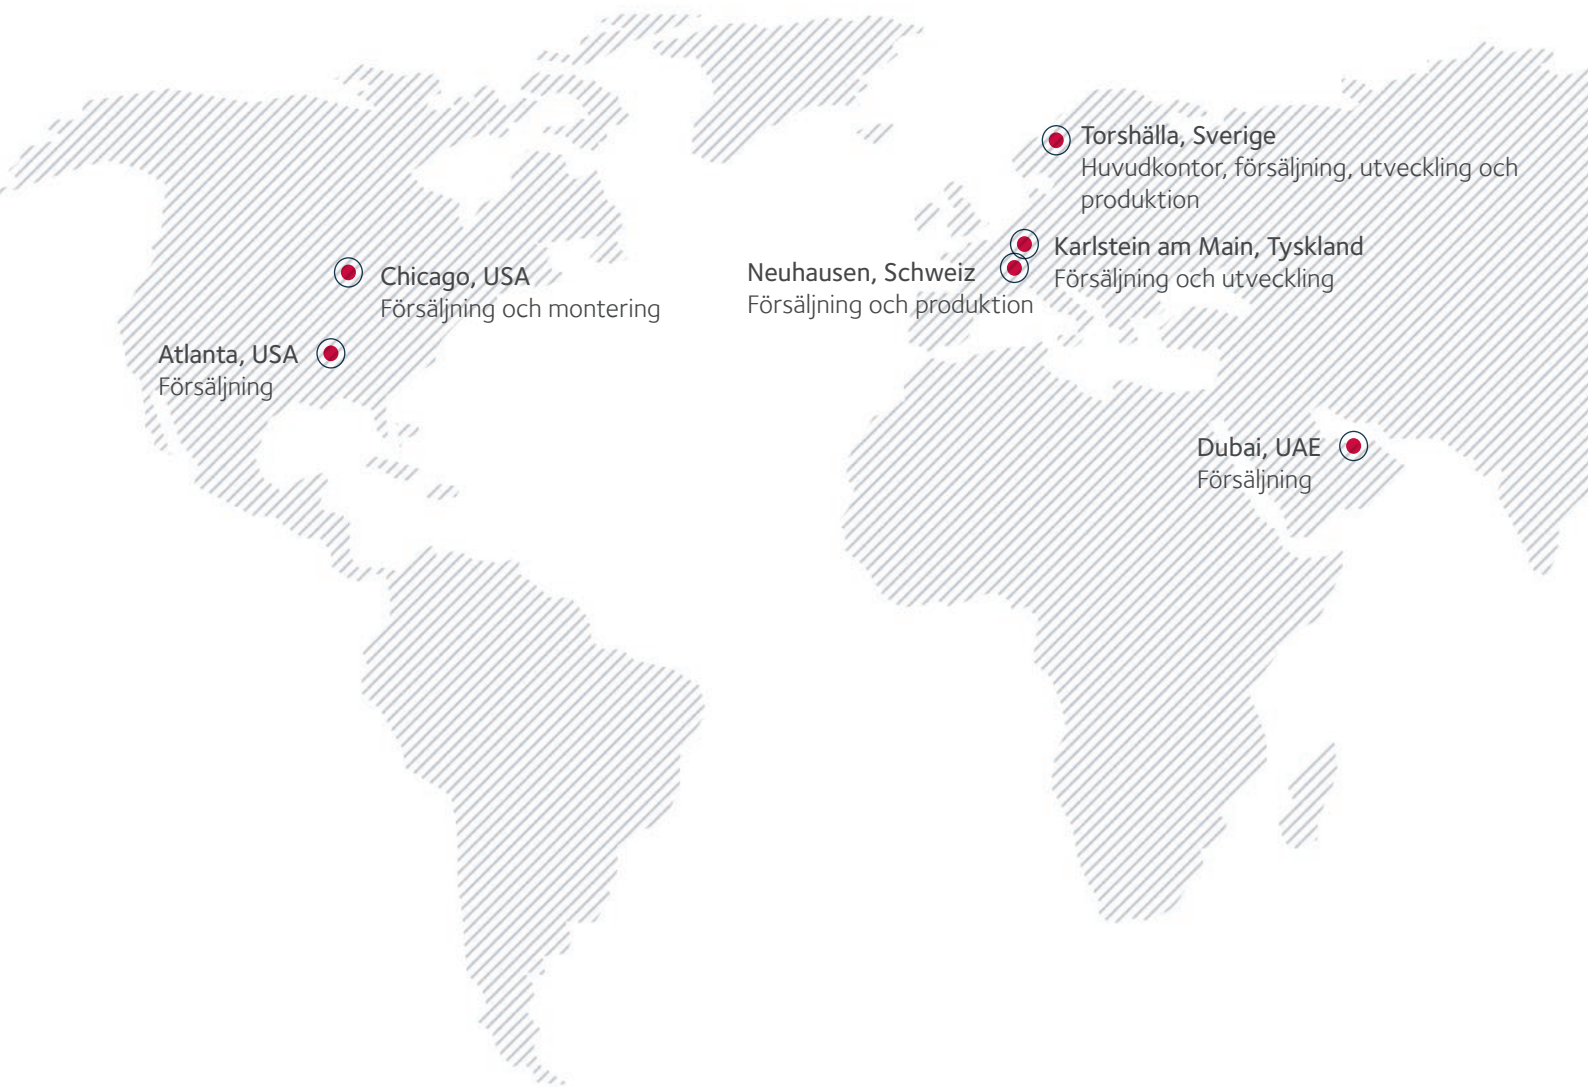 Torshälla, Sverige
Huvudkontor, försäljning, utveckling och
produktion
Karlstein am Main, Tyskland
Försäljning och utveckling
Neuhausen, Schweiz
Försäljning och produktion
Chicago, USA
Försäljning och montering
Atlanta, USA
Försäljning
Dubai, UAE
Försäljning